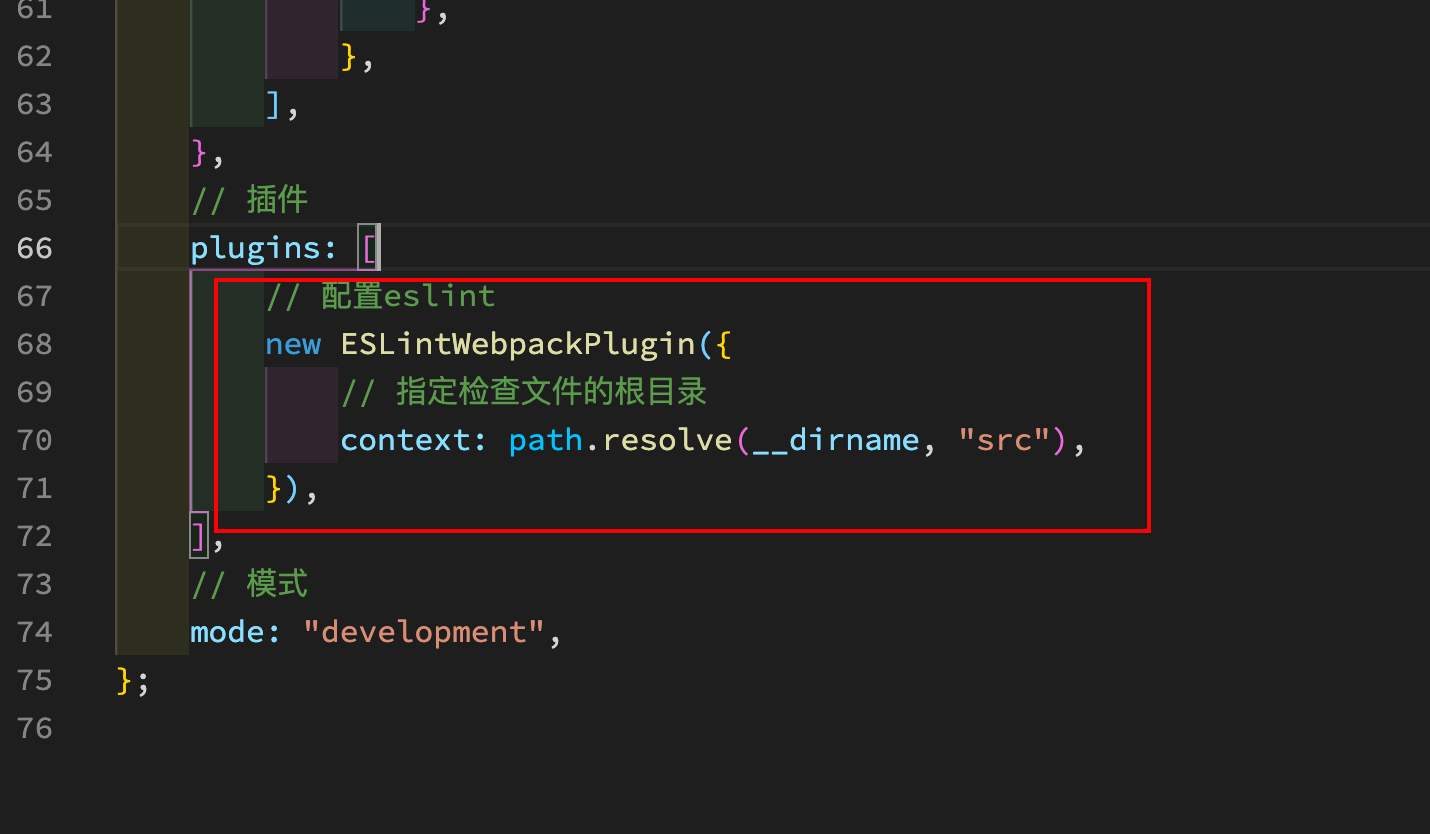 61 },
62 },
63 ],
64 },
65 // 插件
66 plugins: [
67 // 配置eslint
68 new ESLintWebpackPlugin({
69 // 指定检查文件的根目录
70 context: path.resolve(__dirname, "src"),
71 }),
72 ],
73 // 模式
74 mode: "development",
75 };
76